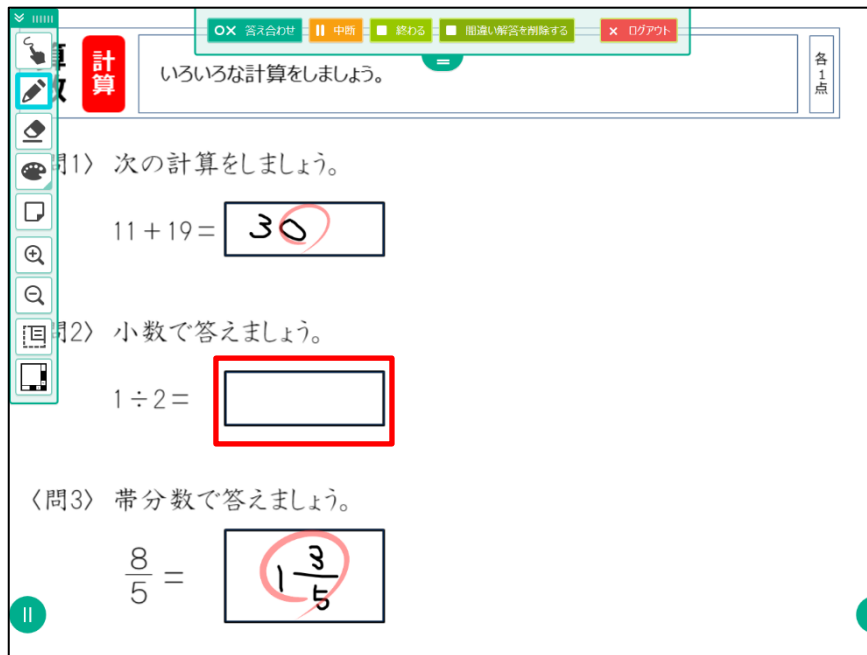 OX 答え合わせ 中断 終わる 間違い解答を削除する × ログアウト
計算
いろいろな計算をしましょう。
各1点
問1〉 次の計算をしましょう。
11+19= 30
問2〉 小数で答えましょう。
1÷2=
〈問3〉 帯分数で答えましょう。
8/5 = 1 3/5